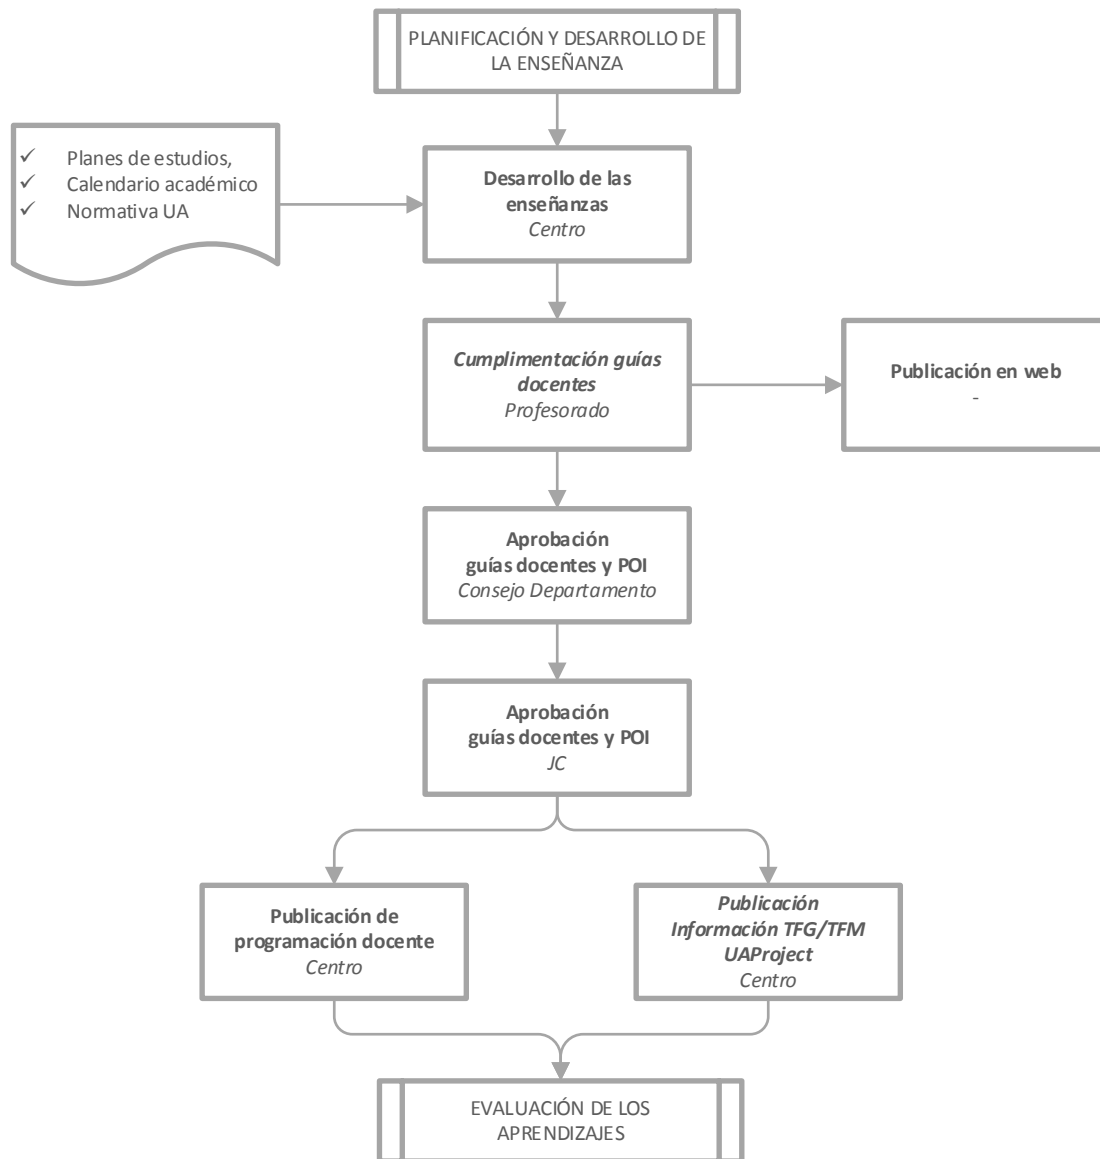 PLANIFICACIÓN Y DESARROLLO DE
LA ENSEÑANZA
✓ Planes de estudios,
✓ Calendario académico
✓ Normativa UA
Desarrollo de las
enseñanzas
Centro
Cumplimentación guías
docentes
Profesorado
Publicación en web
-
Aprobación
guías docentes y POI
Consejo Departamento
Aprobación
guías docentes y POI
JC
Publicación de
programación docente
Centro
Publicación
Información TFG/TFM
UAProject
Centro
EVALUACIÓN DE LOS
APRENDIZAJES